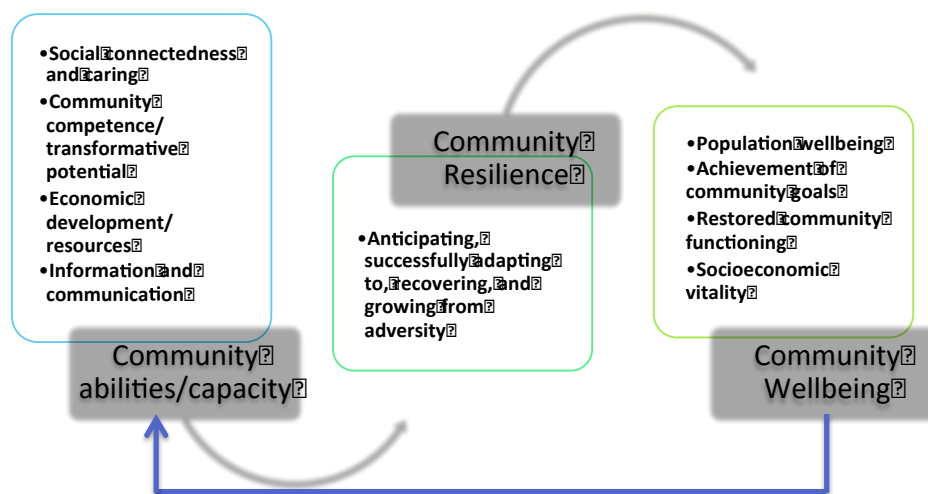 •Social connectedness
and caring
•Community
competence/
transformative
potential
•Economic
development/
resources
•Information and
communication
Community
abilities/capacity
Community
Resilience
•Anticipating,
successfully adapting
to, recovering, and
growing from
adversity
•Population wellbeing
•Achievement of
community goals
•Restored community
functioning
•Socioeconomic
vitality
Community
Wellbeing